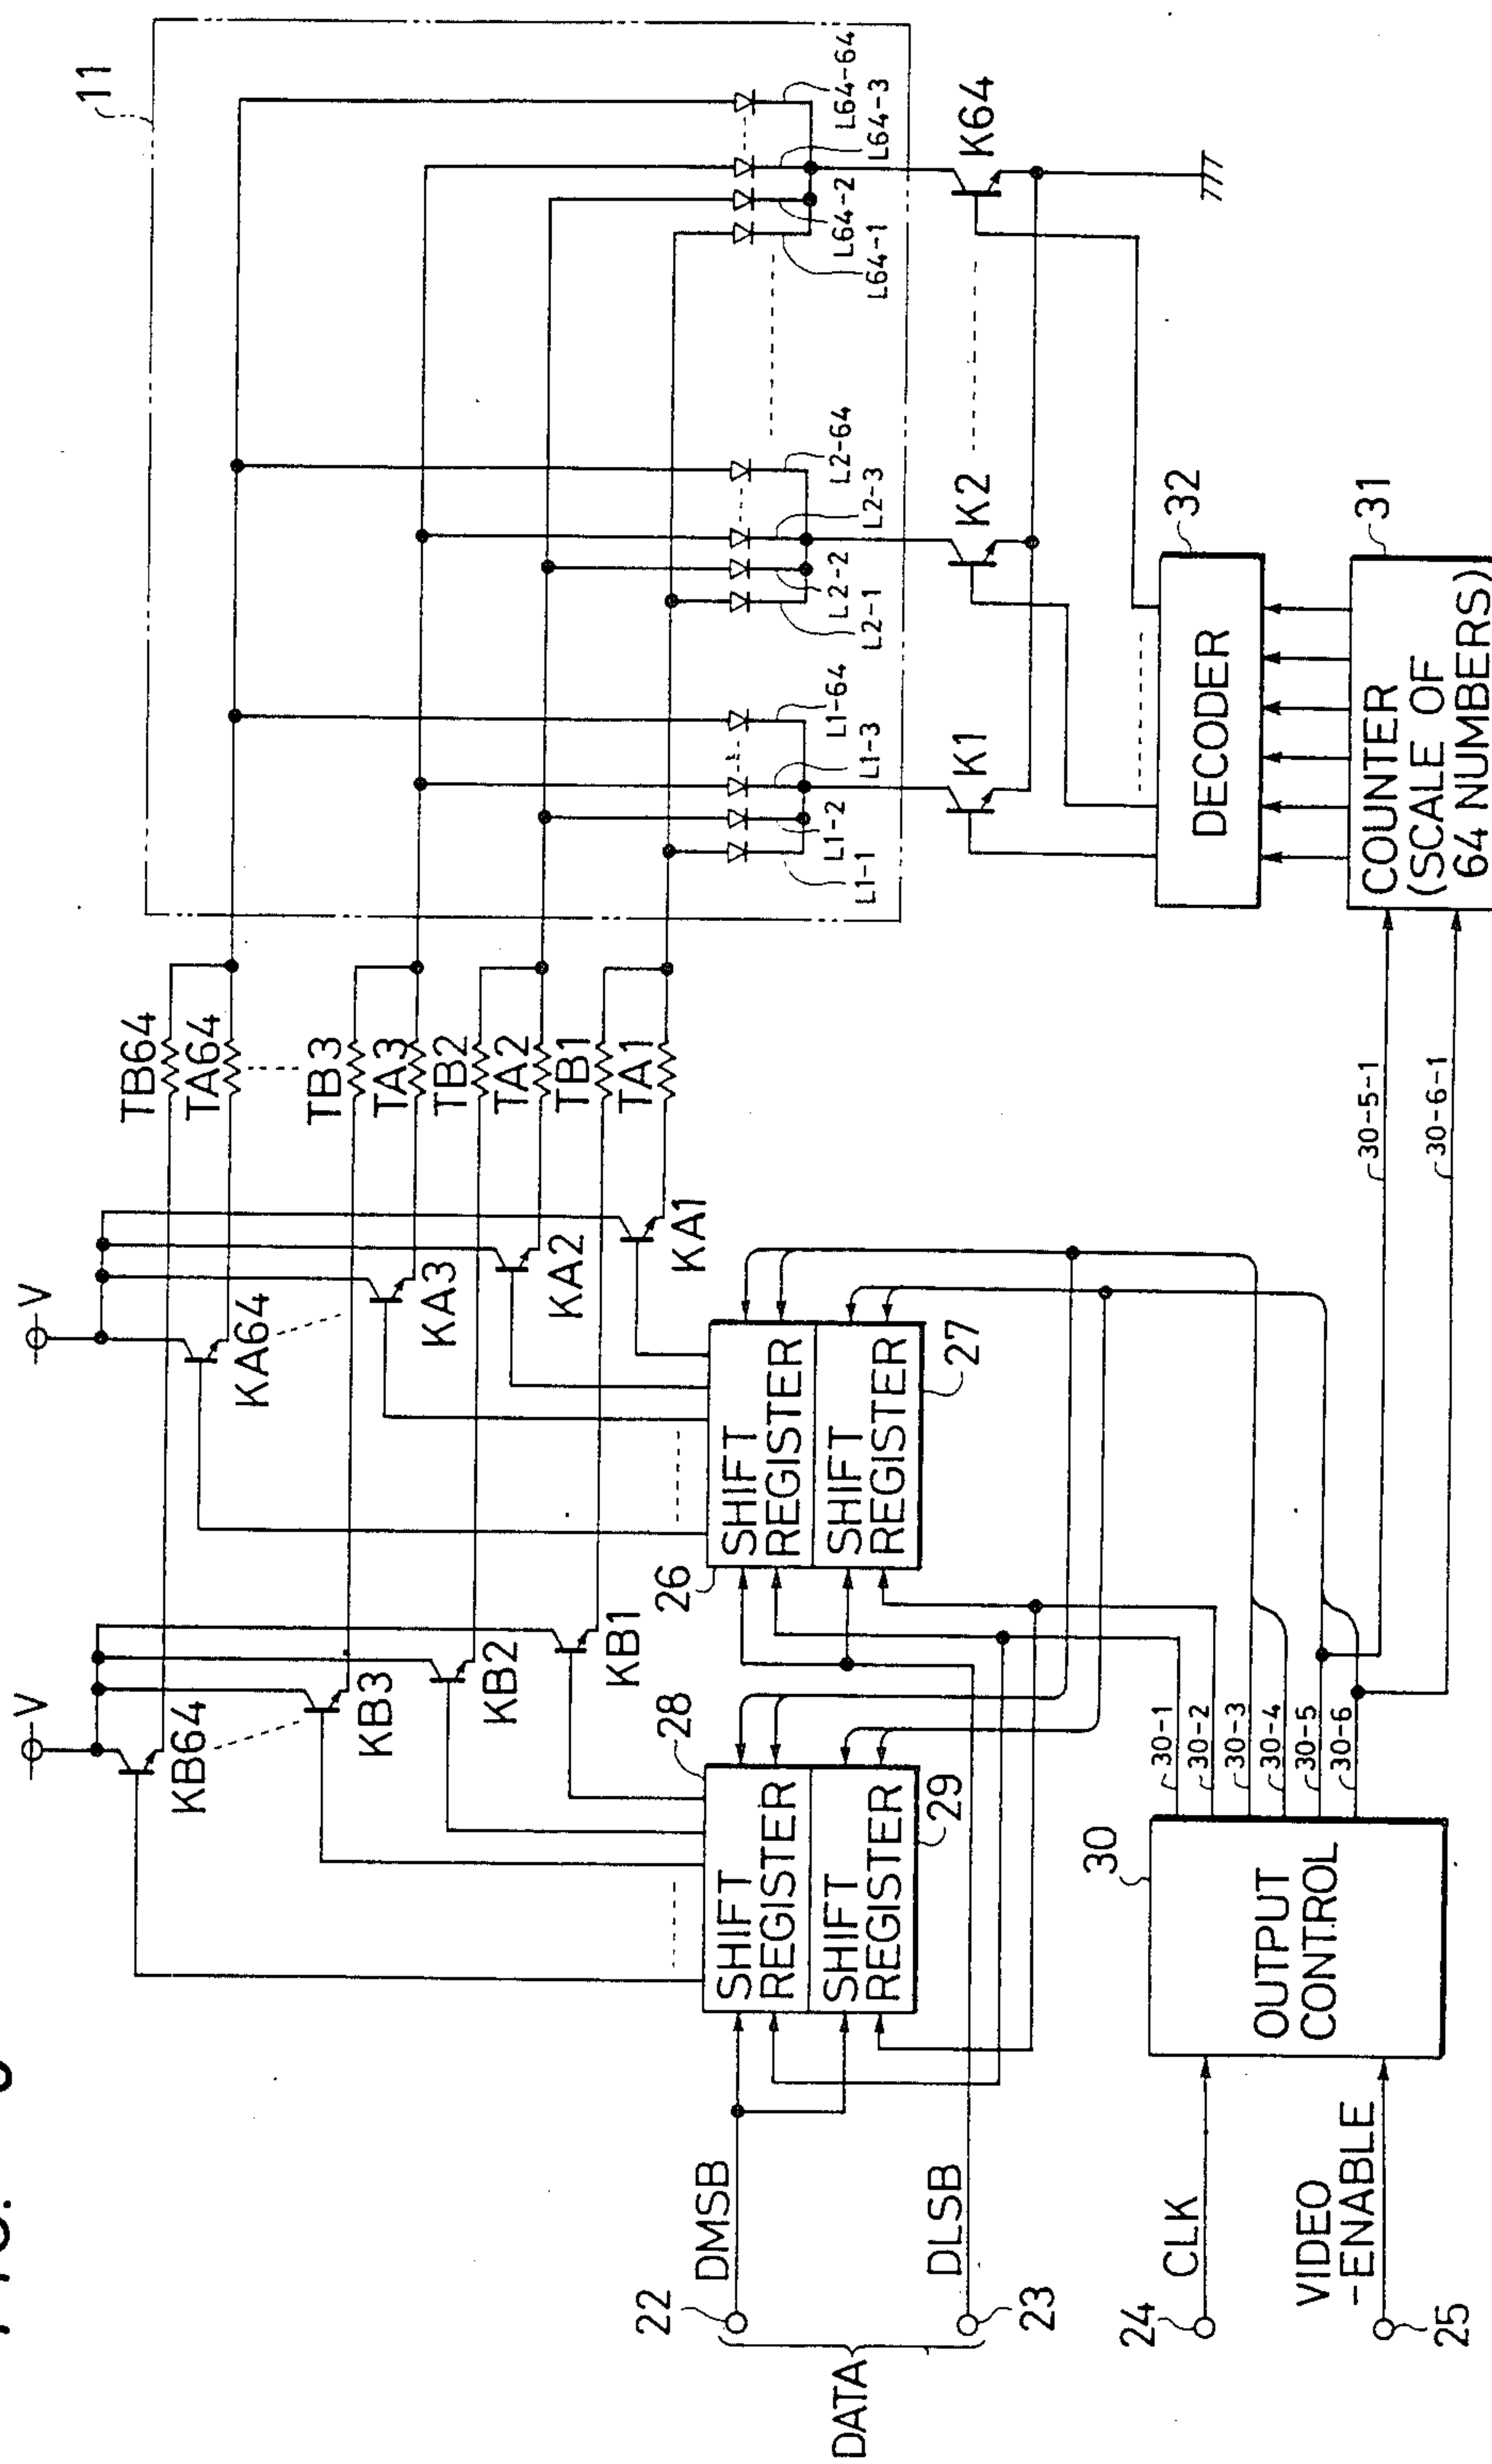 11
V
V
TB64
TA64
TB3
TA3
TB2
TA2
TB1
TA1
KB64
KB3
KB2
KB1
KA64
KA3
KA2
KA1
L1-1
L1-2
L1-3
L1-64
L2-1
L2-2
L2-3
L2-64
L64-1
L64-2
L64-3
L64-64
K1
K2
K64
28
SHIFT
REGISTER
SHIFT
REGISTER
29
26
SHIFT
REGISTER
SHIFT
REGISTER
27
22
DMSB
DATA
DLSB
23
24
CLK
VIDEO
-ENABLE
25
30
OUTPUT
CONTROL
30-1
30-2
30-3
30-4
30-5
30-6
30-5-1
30-6-1
32
DECODER
31
COUNTER
(SCALE OF
64 NUMBERS)